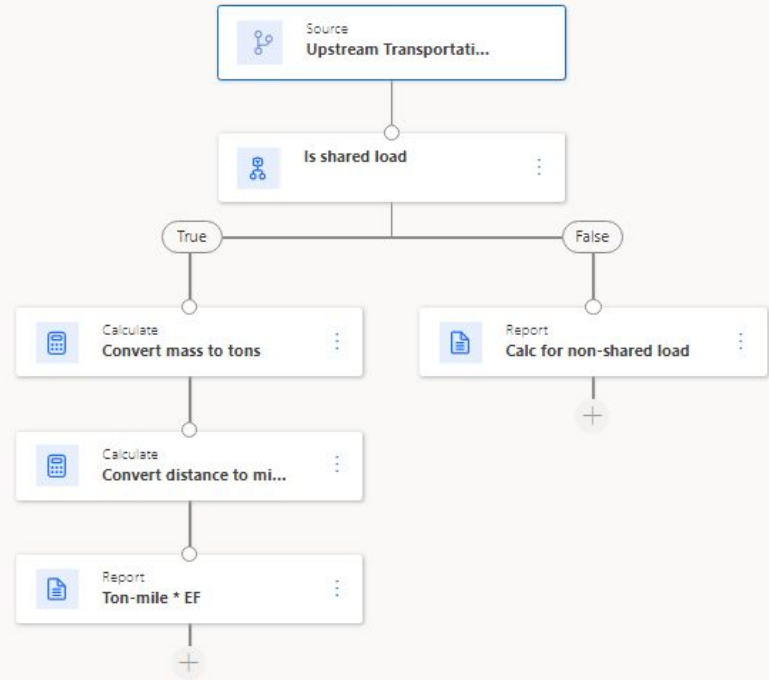 Source
Upstream Transportati...
Is shared load
True
False
Calculate
Convert mass to tons
Report
Calc for non-shared load
Calculate
Convert distance to mi...
Report
Ton-mile * EF